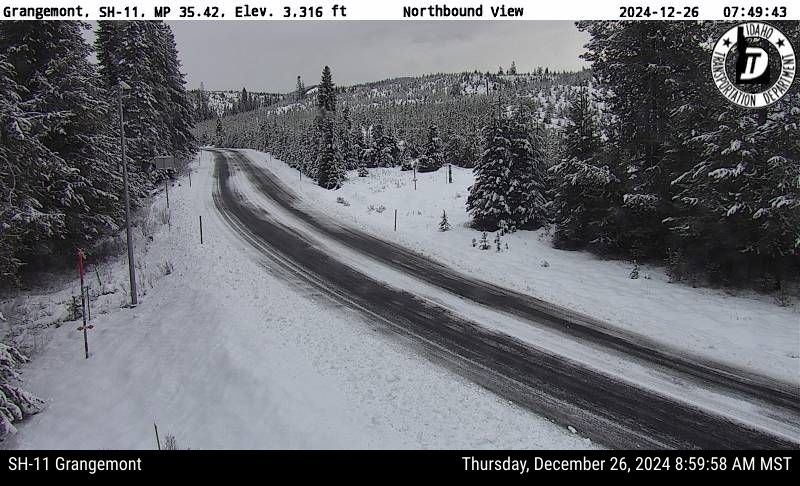 Grangemont, SH-11, MP 35.42, Elev. 3,316 ft Northbound View 2024-12-26 07:49:43
IDAHO
TRANSPORTATION DEPARTMENT
SH-11 Grangemont Thursday, December 26, 2024 8:59:58 AM MST